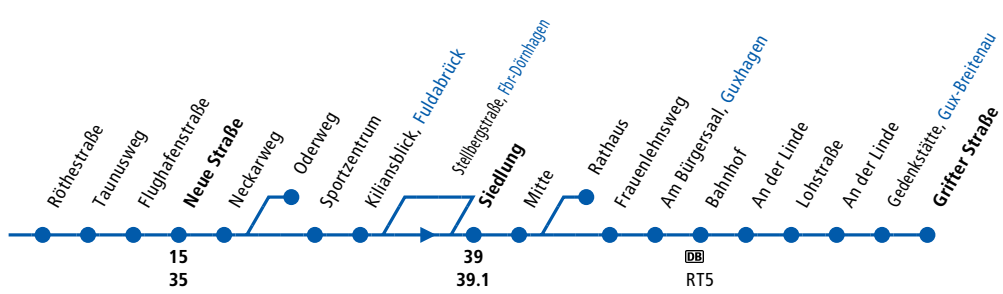 Röthestraße
Taunusweg
Flughafenstraße
Neue Straße
Neckarweg
Oderweg
Sportzentrum
Kiliansblick, Fuldabrück
Stellbergstraße, Fbr-Dörnhagen
Siedlung
Mitte
Rathaus
Frauenlehnsweg
Am Bürgersaal, Guxhagen
Bahnhof
An der Linde
Lohstraße
An der Linde
Gedenkstätte, Gux-Breitenau
Grifter Straße
15
35
39
39.1
DB
RT5